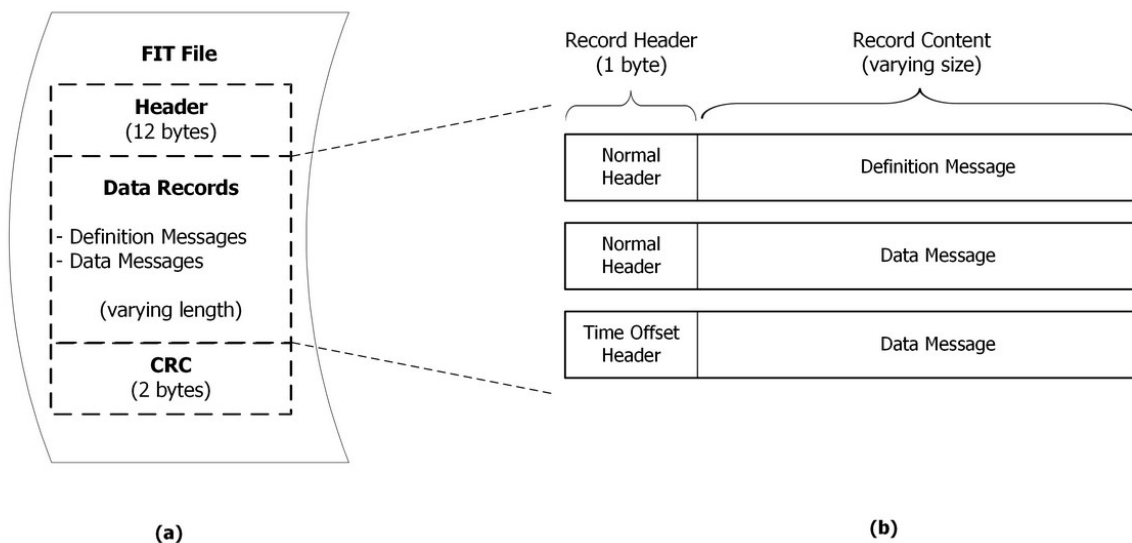 FIT File
Header
(12 bytes)
Data Records
- Definition Messages
- Data Messages
(varying length)
CRC
(2 bytes)
(a)
Record Header
(1 byte)
Record Content
(varying size)
Normal
Header
Definition Message
Normal
Header
Data Message
Time Offset
Header
Data Message
(b)